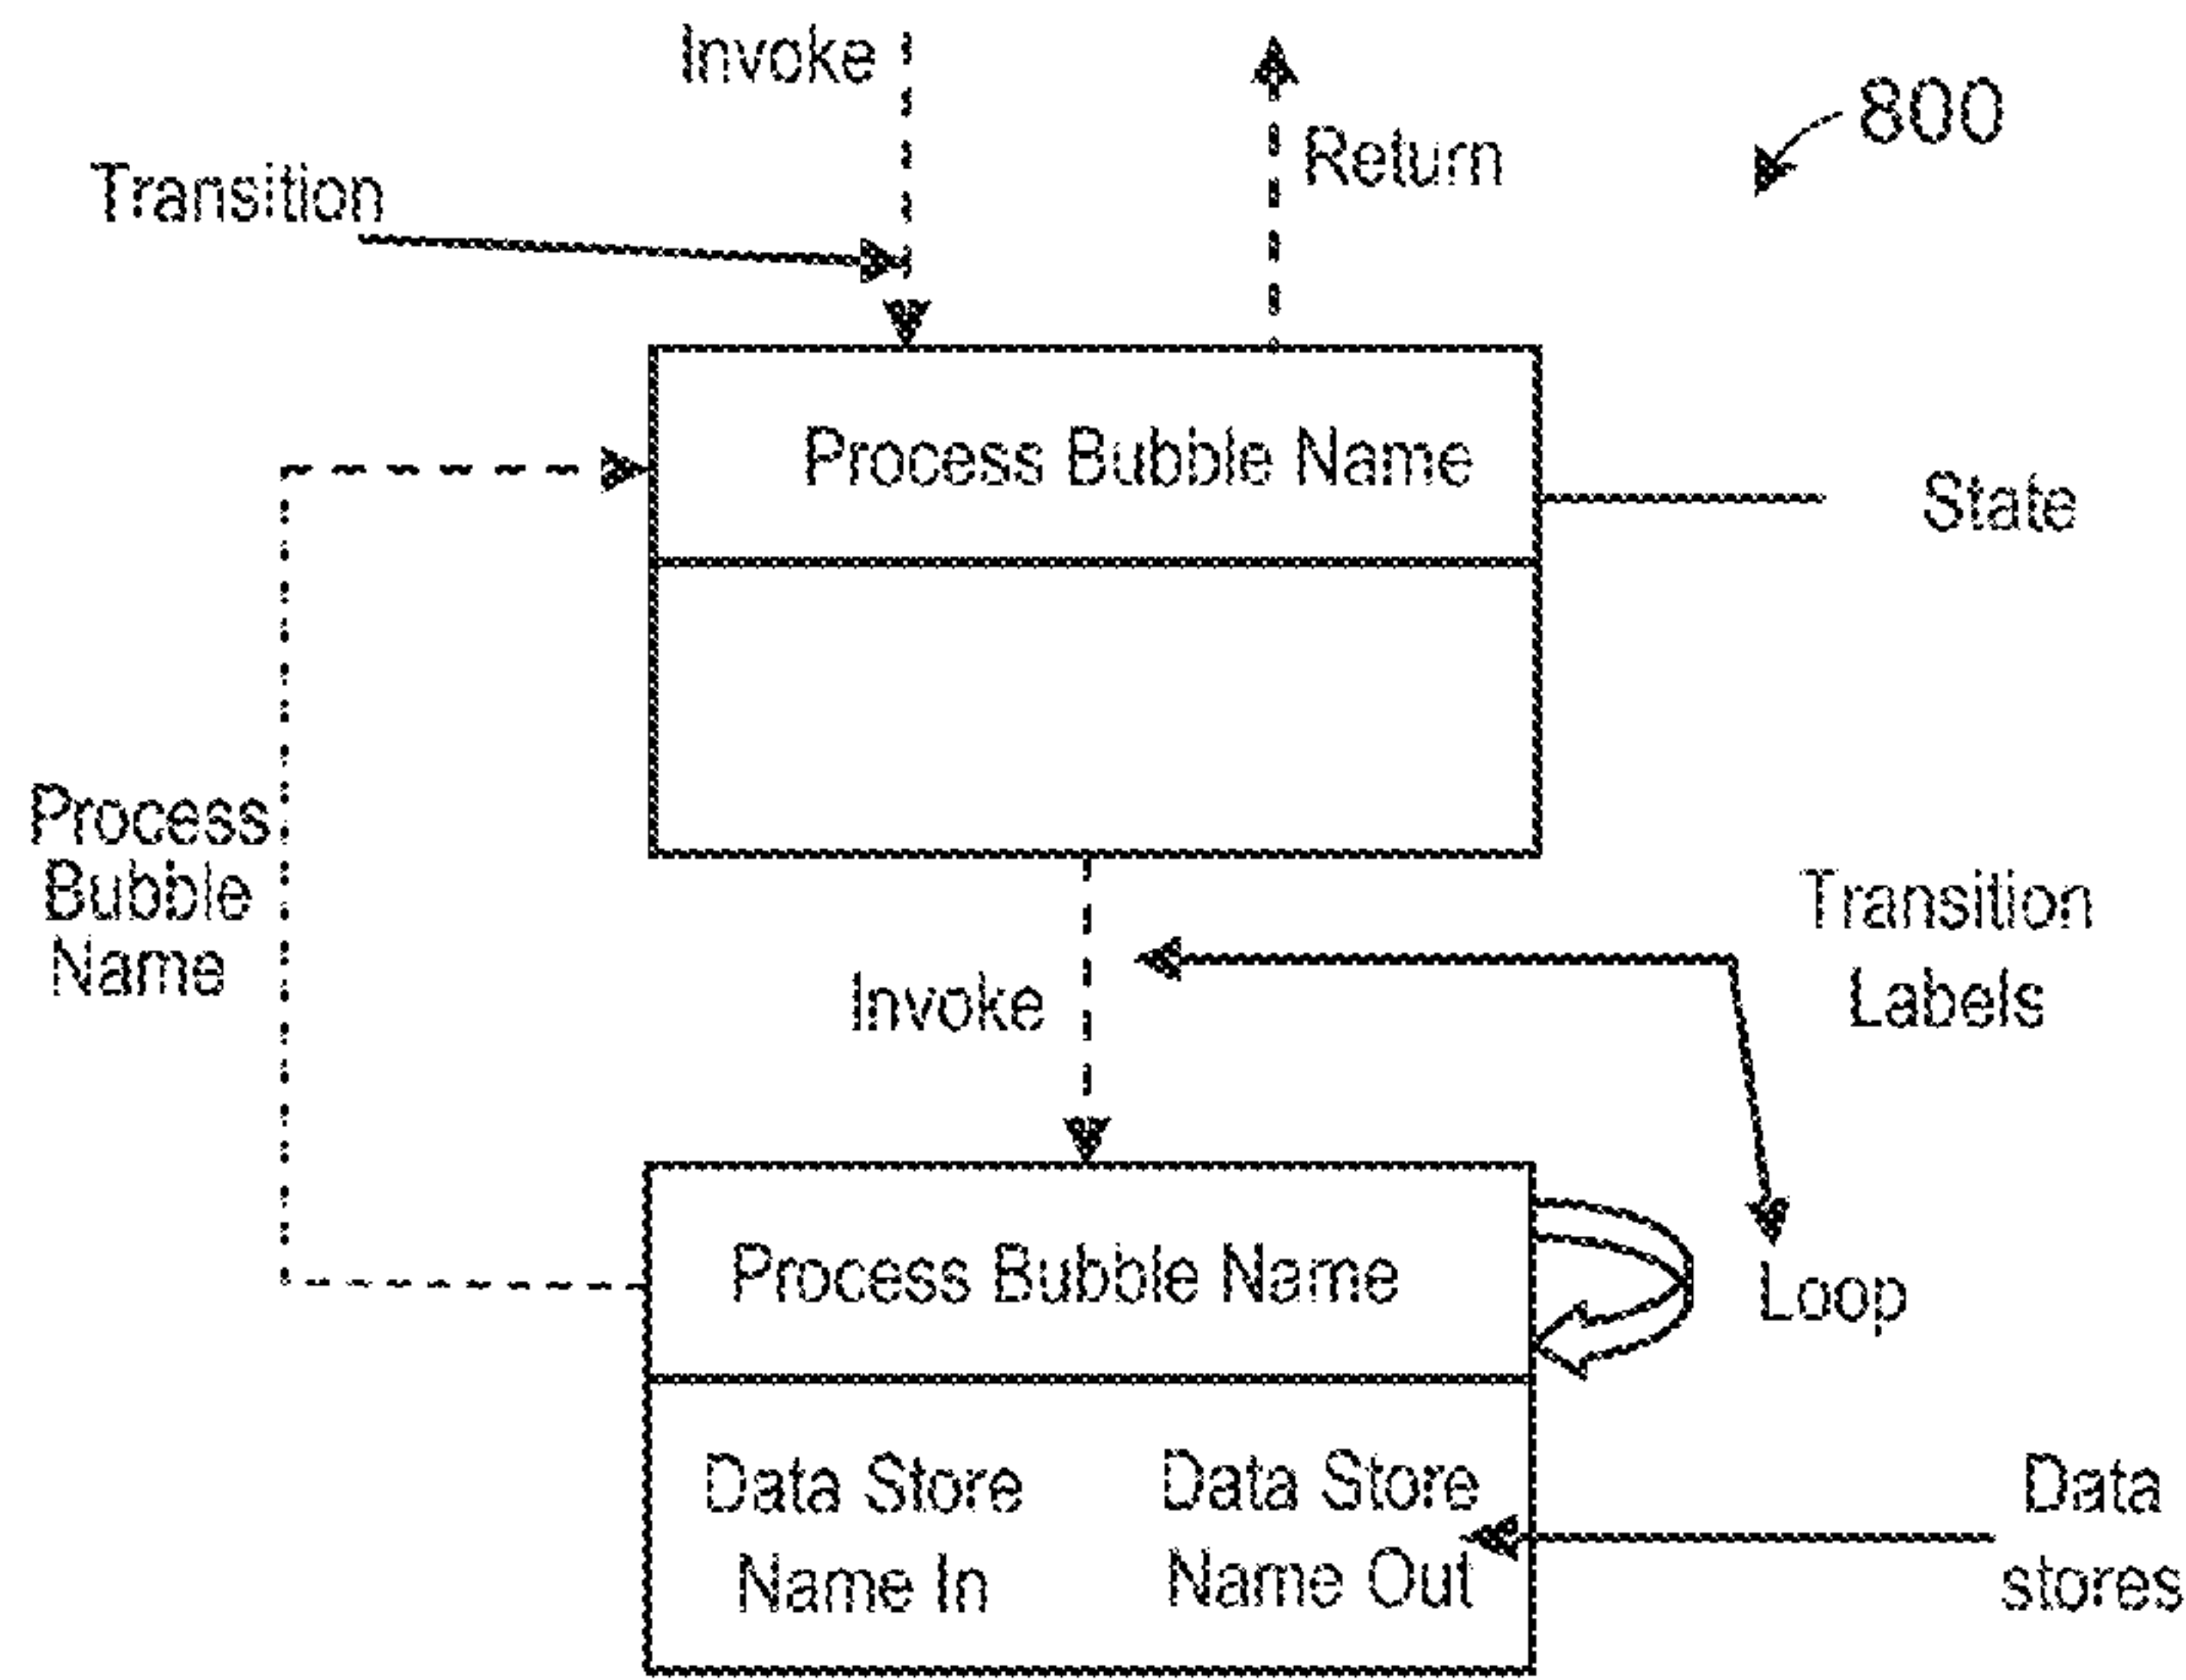 Invoke
800
Return
Transition
Process Bubble Name
State
Process
Bubble
Name
Transition
Labels
Invoke
Process Bubble Name
Loop
Data Store
Name In
Data Store
Name Out
Data
stores